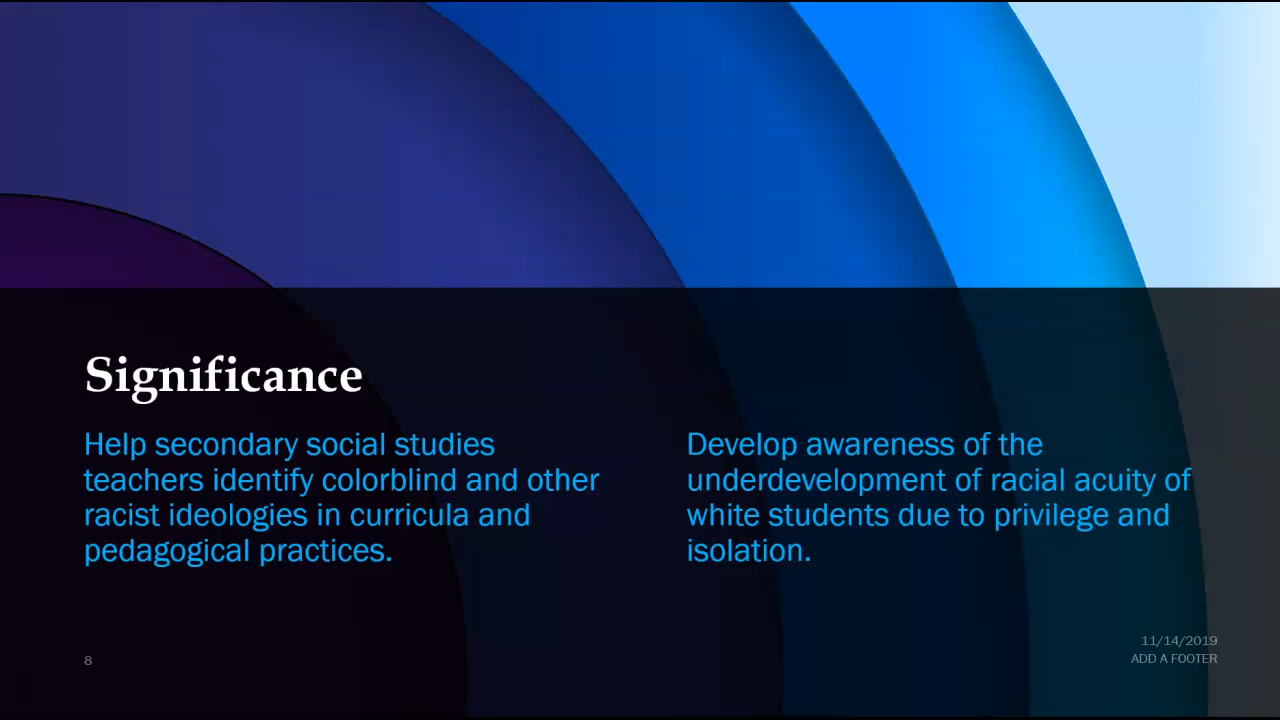 Significance
Help secondary social studies
teachers identify colorblind and other
racist ideologies in curricula and
pedagogical practices.
Develop awareness of the
underdevelopment of racial acuity of
white students due to privilege and
isolation.
8
11/14/2019
ADD A FOOTER